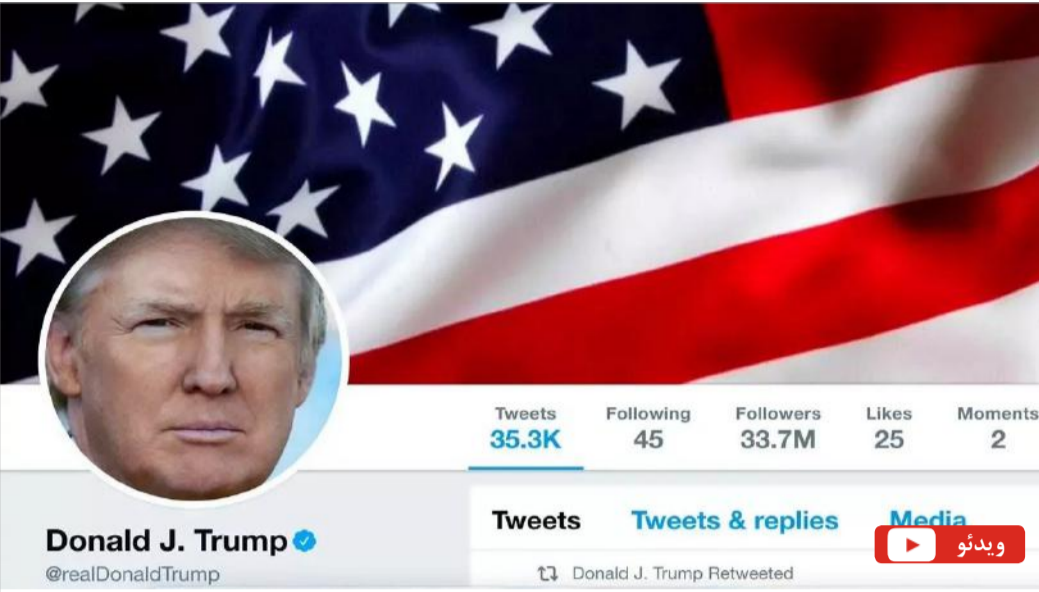 Tweets Following Followers Likes Moments
35.3K 45 33.7M 25 2
Tweets Tweets & replies Media
ویدئو
Donald J. Trump
@realDonaldTrump
Donald J. Trump Retweeted